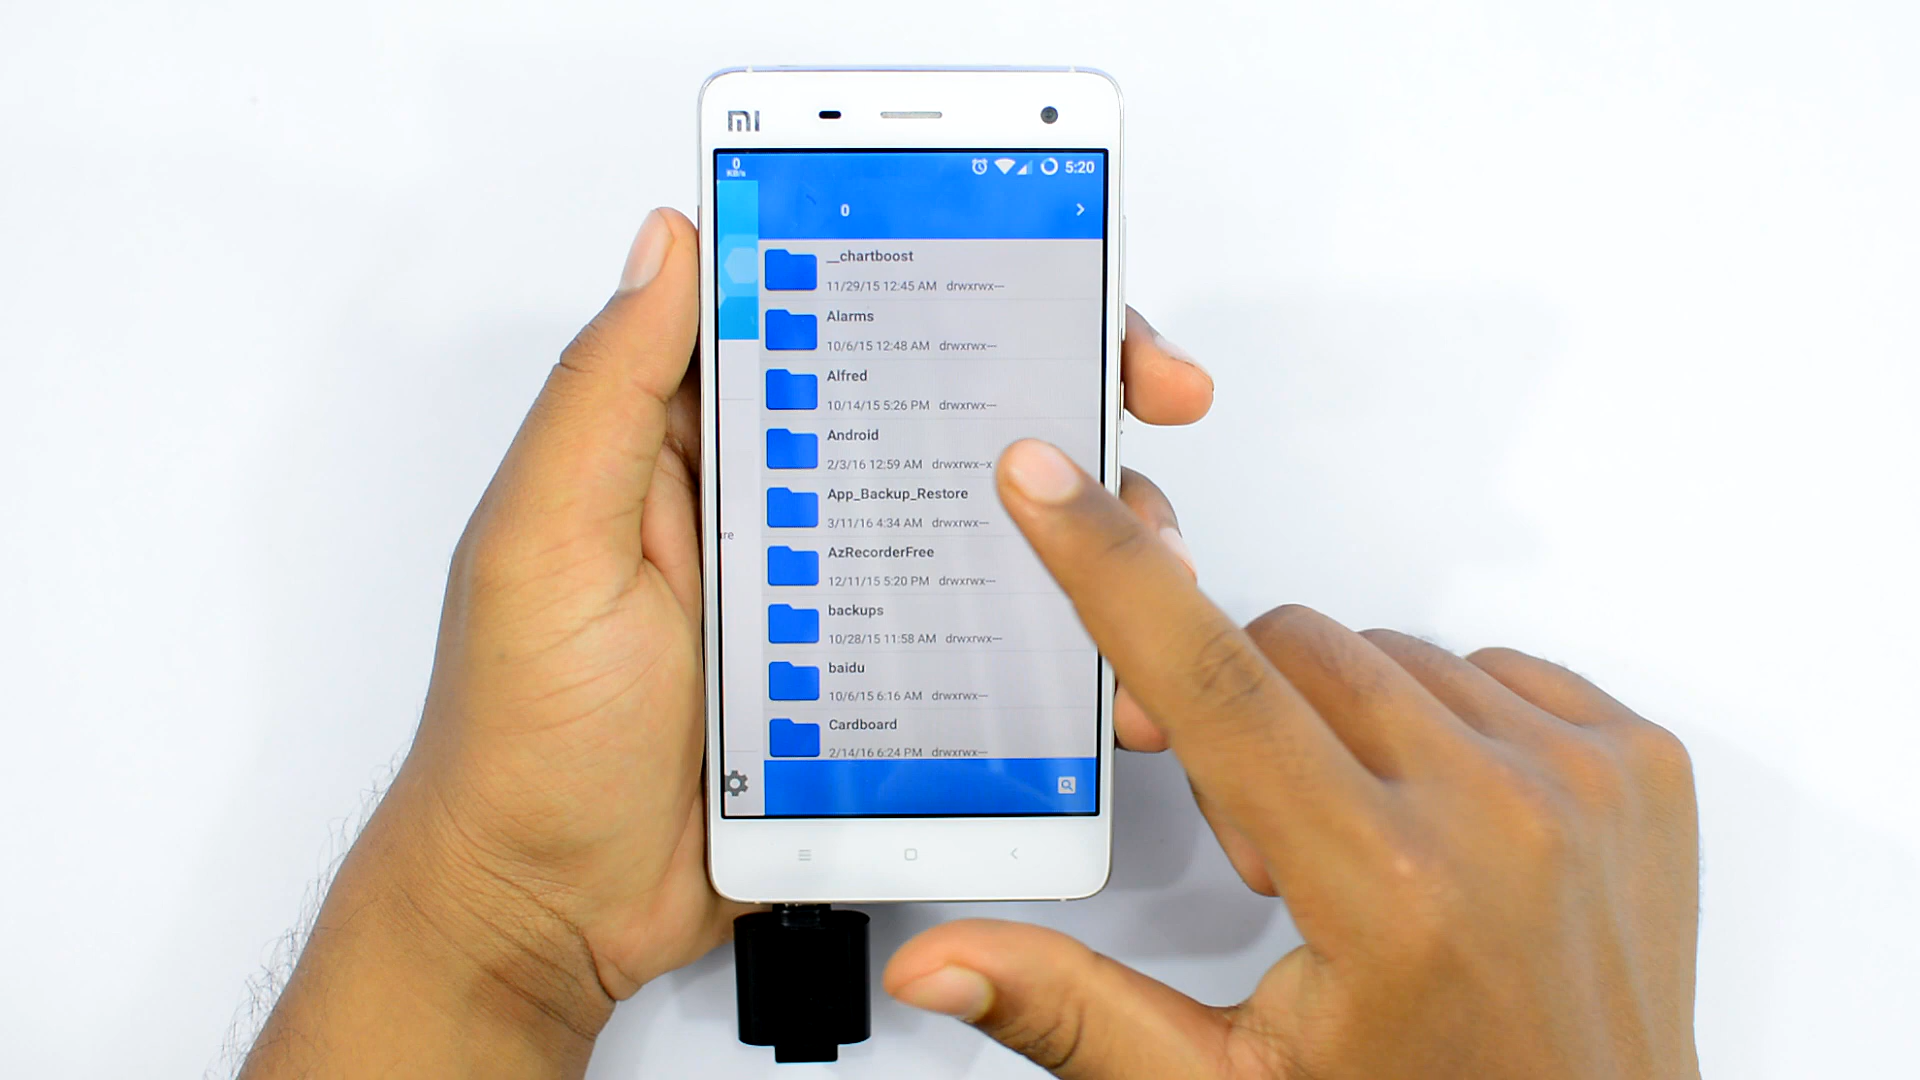 MI
0
KB/s
5:20
0
__chartboost
11/29/15 12:45 AM drwxrwx---
Alarms
10/6/15 12:48 AM drwxrwx---
Alfred
10/14/15 5:26 PM drwxrwx---
Android
2/3/16 12:59 AM drwxrwx--x
App_Backup_Restore
3/11/16 4:34 AM drwxrwx---
re
AzRecorderFree
12/11/15 5:20 PM drwxrwx---
backups
10/28/15 11:58 AM drwxrwx---
baidu
10/6/15 6:16 AM drwxrwx---
Cardboard
2/14/16 6:24 PM drwxrwx---